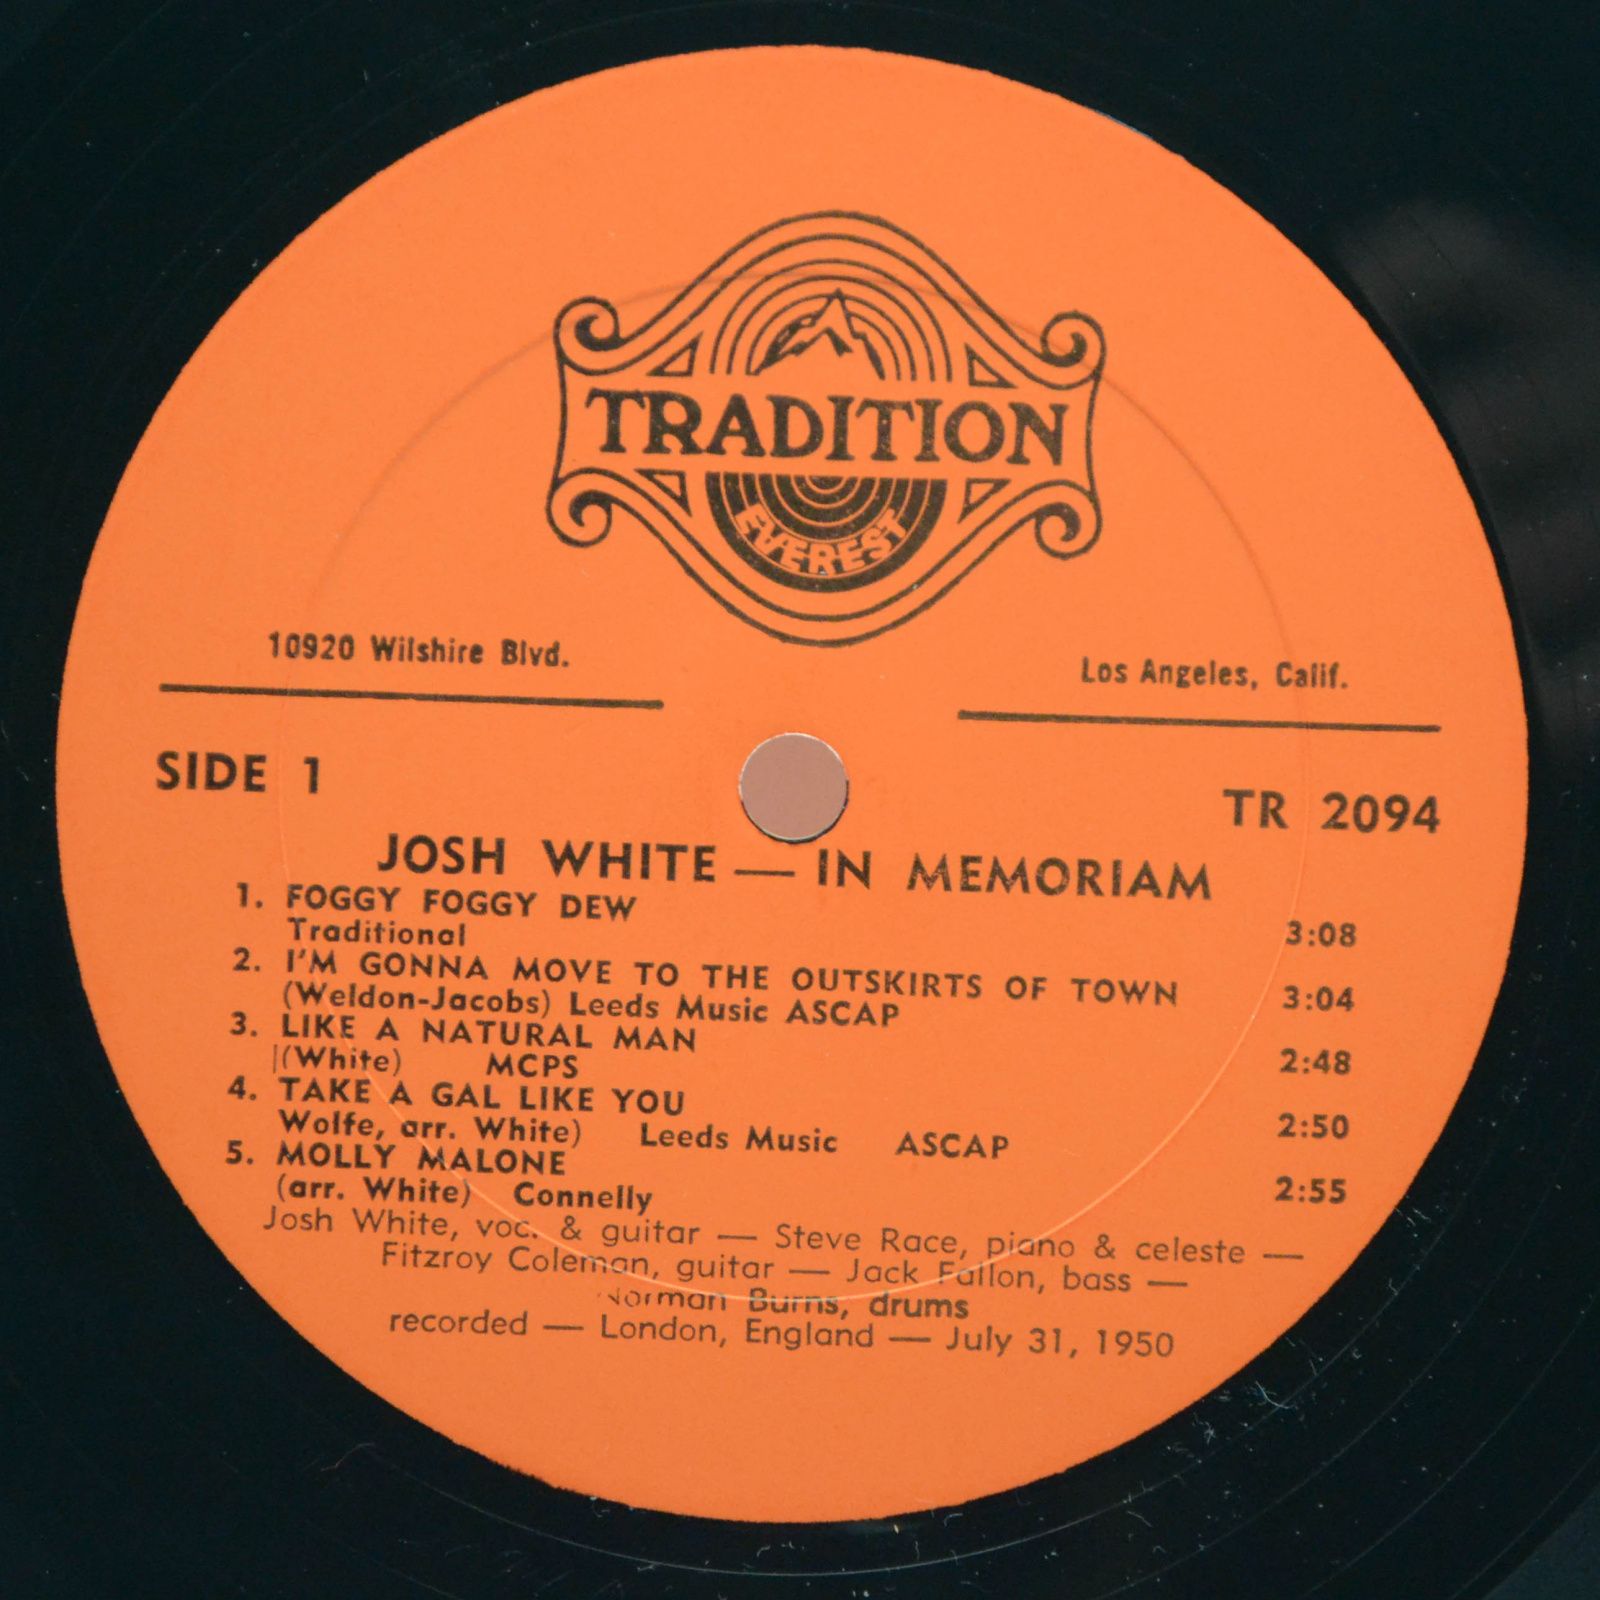 TRADITION
EVEREST
10920 Wilshire Blvd. Los Angeles, Calif.
SIDE 1 TR 2094
JOSH WHITE — IN MEMORIAM
1. FOGGY FOGGY DEW
Traditional 3:08
2. I'M GONNA MOVE TO THE OUTSKIRTS OF TOWN
(Weldon-Jacobs) Leeds Music ASCAP 3:04
3. LIKE A NATURAL MAN
(White) MCPS 2:48
4. TAKE A GAL LIKE YOU
Wolfe, arr. White) Leeds Music ASCAP 2:50
5. MOLLY MALONE
(arr. White) Connelly 2:55
Josh White, voc. & guitar — Steve Race, piano & celeste —
Fitzroy Coleman, guitar — Jack Fallon, bass —
Norman Burns, drums
recorded — London, England — July 31, 1950